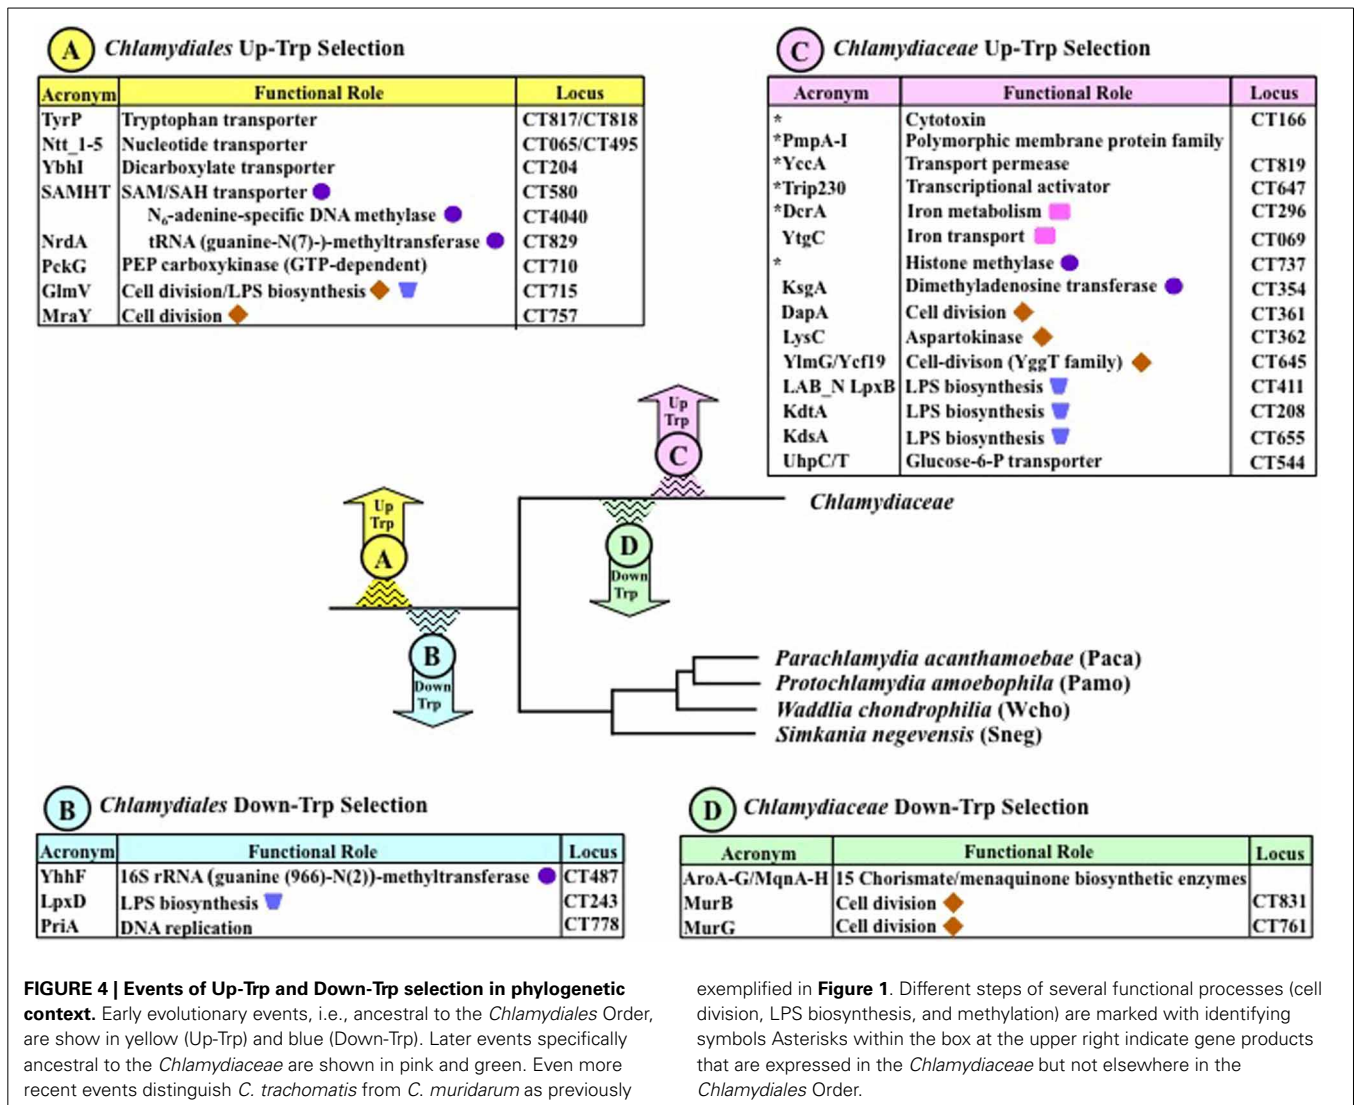 A Chlamydiales Up-Trp Selection
Acronym Functional Role Locus
TyrP Tryptophan transporter CT817/CT818
Ntt_1-5 Nucleotide transporter CT065/CT495
YbhI Dicarboxylate transporter CT204
SAMHT SAM/SAH transporter CT580
N6-adenine-specific DNA methylase CT4040
NrdA tRNA (guanine-N(7)-)-methyltransferase CT829
PckG PEP carboxykinase (GTP-dependent) CT710
GlmV Cell division/LPS biosynthesis CT715
MraY Cell division CT757
C Chlamydiaceae Up-Trp Selection
Acronym Functional Role Locus
* Cytotoxin CT166
*PmpA-I Polymorphic membrane protein family
*YccA Transport permease CT819
*Trip230 Transcriptional activator CT647
*DcrA Iron metabolism CT296
YtgC Iron transport CT069
* Histone methylase CT737
KsgA Dimethyladenosine transferase CT354
DapA Cell division CT361
LysC Aspartokinase CT362
YlmG/Ycf19 Cell-divison (YggT family) CT645
LAB_N LpxB LPS biosynthesis CT411
KdtA LPS biosynthesis CT208
KdsA LPS biosynthesis CT655
UhpC/T Glucose-6-P transporter CT544
Up
Trp
C
Chlamydiaceae
Up
Trp
A
D
Down
Trp
B
Down
Trp
Parachlamydia acanthamoebae (Paca)
Protochlamydia amoebophila (Pamo)
Waddlia chondrophilia (Wcho)
Simkania negevensis (Sneg)
B Chlamydiales Down-Trp Selection
Acronym Functional Role Locus
YhhF 16S rRNA (guanine (966)-N(2))-methyltransferase CT487
LpxD LPS biosynthesis CT243
PriA DNA replication CT778
D Chlamydiaceae Down-Trp Selection
Acronym Functional Role Locus
AroA-G/MqnA-H 15 Chorismate/menaquinone biosynthetic enzymes
MurB Cell division CT831
MurG Cell division CT761
FIGURE 4 | Events of Up-Trp and Down-Trp selection in phylogenetic
context. Early evolutionary events, i.e., ancestral to the Chlamydiales Order,
are show in yellow (Up-Trp) and blue (Down-Trp). Later events specifically
ancestral to the Chlamydiaceae are shown in pink and green. Even more
recent events distinguish C. trachomatis from C. muridarum as previously
exemplified in Figure 1. Different steps of several functional processes (cell
division, LPS biosynthesis, and methylation) are marked with identifying
symbols Asterisks within the box at the upper right indicate gene products
that are expressed in the Chlamydiaceae but not elsewhere in the
Chlamydiales Order.